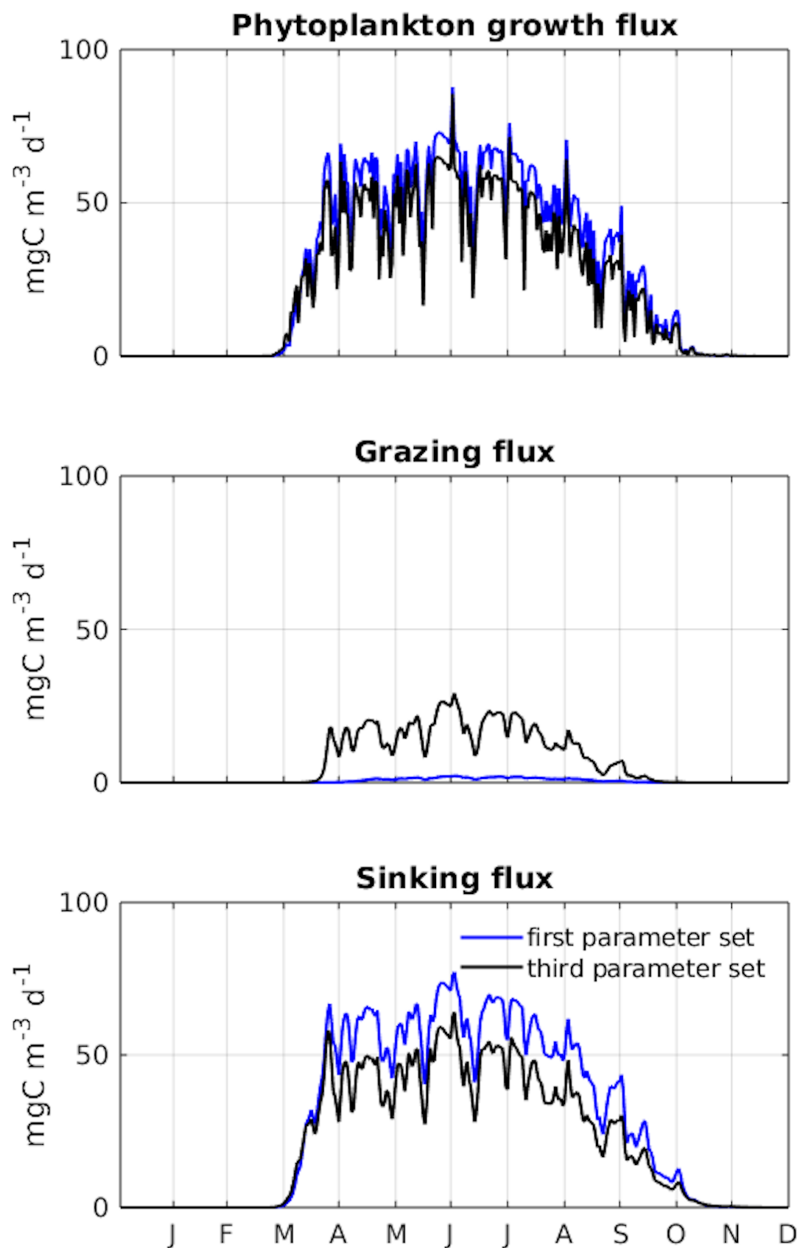 Phytoplankton growth flux
100
50
0
mgC m-3 d-1
Grazing flux
100
50
0
mgC m-3 d-1
Sinking flux
100
50
0
mgC m-3 d-1
first parameter set
third parameter set
J F M A M J J A S O N D